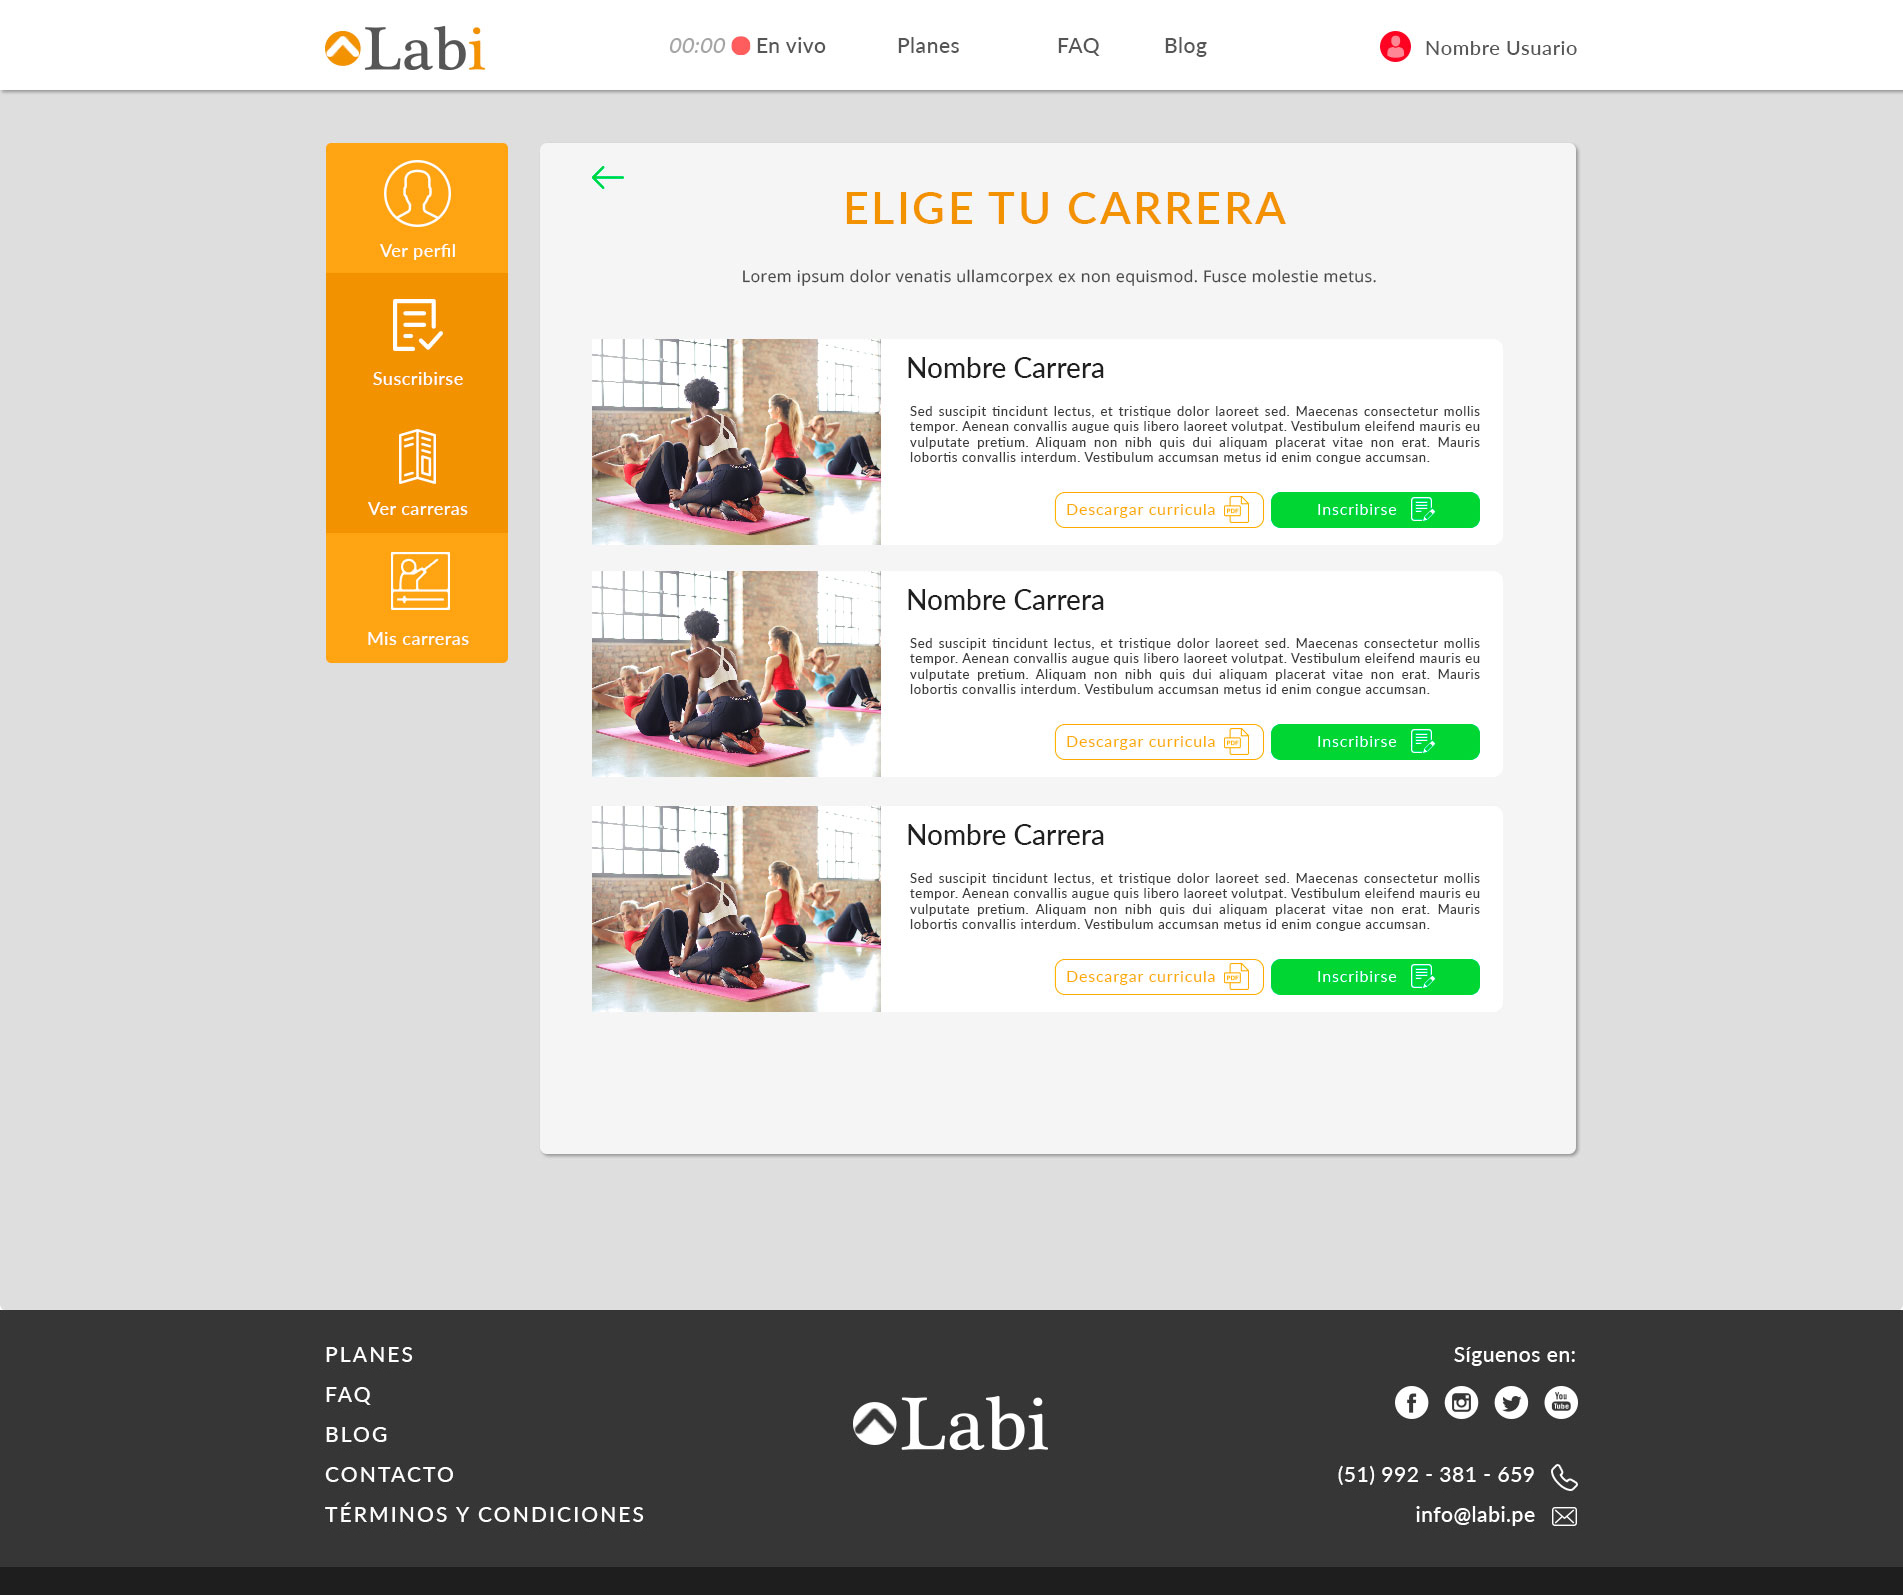 Labi
00:00 En vivo
Planes
FAQ
Blog
Nombre Usuario
Ver perfil
Suscribirse
Ver carreras
Mis carreras
ELIGE TU CARRERA
Lorem ipsum dolor venatis ullamcorpex ex non equismod. Fusce molestie metus.
Nombre Carrera
Sed suscipit tincidunt lectus, et tristique dolor laoreet sed. Maecenas consectetur mollis
tempor. Aenean convallis augue quis libero laoreet volutpat. Vestibulum eleifend mauris eu
vulputate pretium. Aliquam non nibh quis dui aliquam placerat vitae non erat. Mauris
lobortis convallis interdum. Vestibulum accumsan metus id enim congue accumsan.
Descargar curricula PDF
Inscribirse
Nombre Carrera
Sed suscipit tincidunt lectus, et tristique dolor laoreet sed. Maecenas consectetur mollis
tempor. Aenean convallis augue quis libero laoreet volutpat. Vestibulum eleifend mauris eu
vulputate pretium. Aliquam non nibh quis dui aliquam placerat vitae non erat. Mauris
lobortis convallis interdum. Vestibulum accumsan metus id enim congue accumsan.
Descargar curricula PDF
Inscribirse
Nombre Carrera
Sed suscipit tincidunt lectus, et tristique dolor laoreet sed. Maecenas consectetur mollis
tempor. Aenean convallis augue quis libero laoreet volutpat. Vestibulum eleifend mauris eu
vulputate pretium. Aliquam non nibh quis dui aliquam placerat vitae non erat. Mauris
lobortis convallis interdum. Vestibulum accumsan metus id enim congue accumsan.
Descargar curricula PDF
Inscribirse
PLANES
FAQ
BLOG
CONTACTO
TÉRMINOS Y CONDICIONES
Labi
Síguenos en:
f
You
Tube
(51) 992 - 381 - 659
info@labi.pe